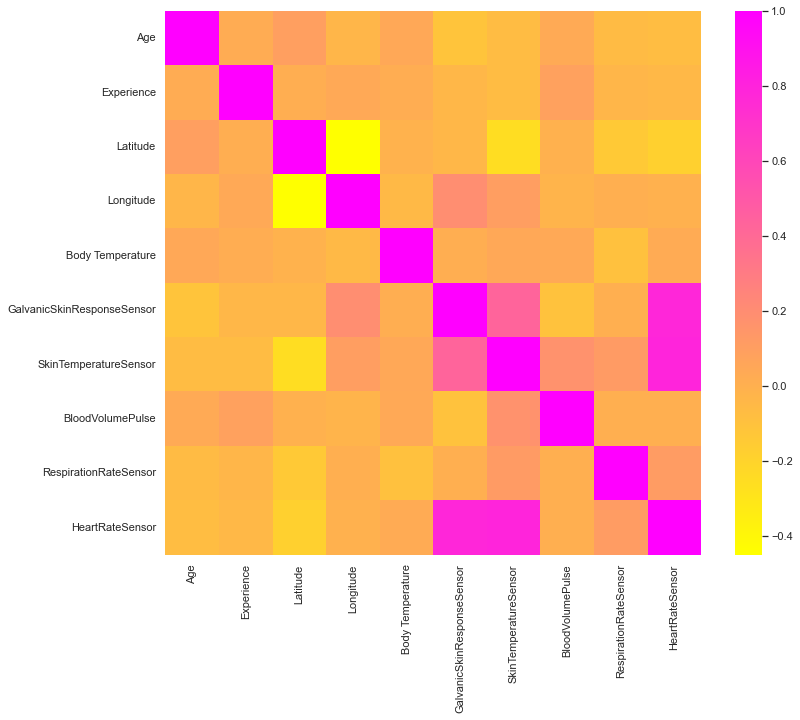 Age
Experience
Latitude
Longitude
Body Temperature
GalvanicSkinResponseSensor
SkinTemperatureSensor
BloodVolumePulse
RespirationRateSensor
HeartRateSensor
Age
Experience
Latitude
Longitude
Body Temperature
GalvanicSkinResponseSensor
SkinTemperatureSensor
BloodVolumePulse
RespirationRateSensor
HeartRateSensor
1.0
0.8
0.6
0.4
0.2
0.0
−0.2
−0.4